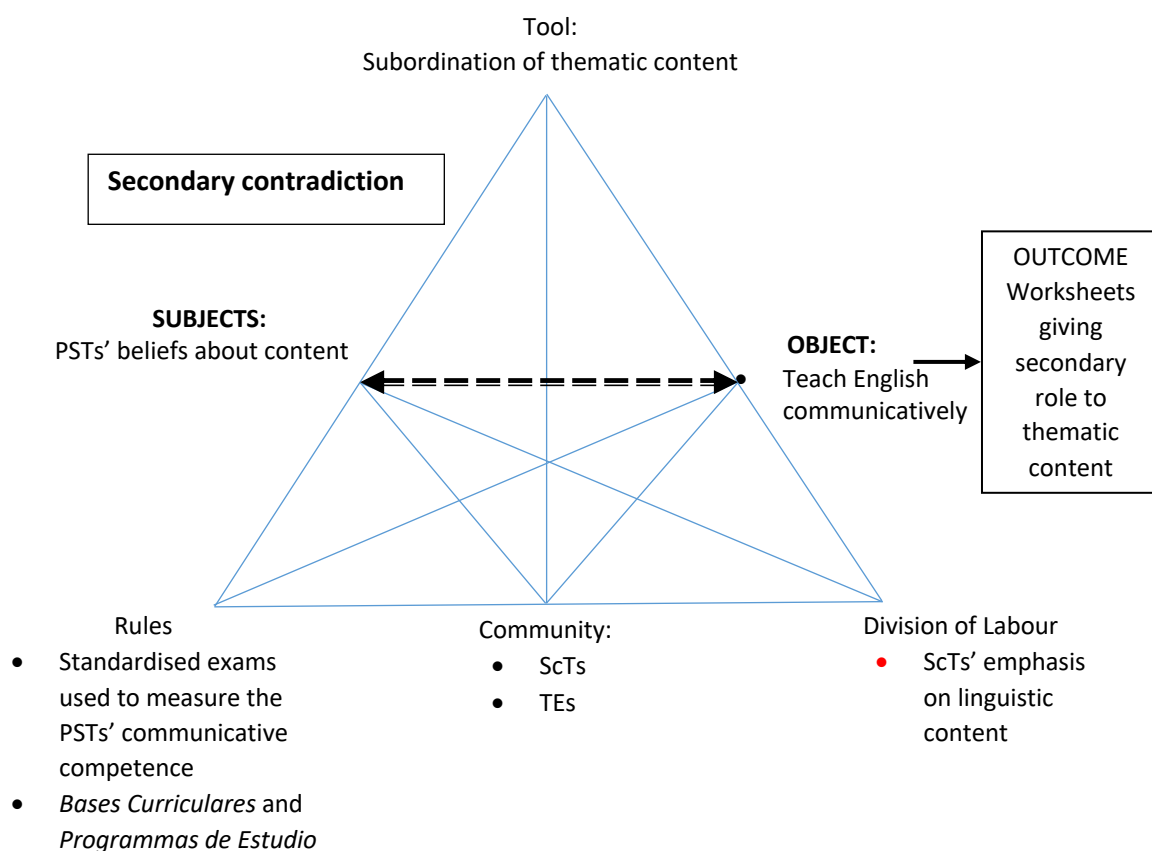 Tool:
Subordination of thematic content
Secondary contradiction
SUBJECTS:
PSTs’ beliefs about content
OBJECT:
Teach English
communicatively
OUTCOME
Worksheets
giving
secondary
role to
thematic
content
Rules
• Standardised exams
used to measure the
PSTs’ communicative
competence
• Bases Curriculares and
Programmas de Estudio
Community:
• ScTs
• TEs
Division of Labour
• ScTs’ emphasis
on linguistic
content